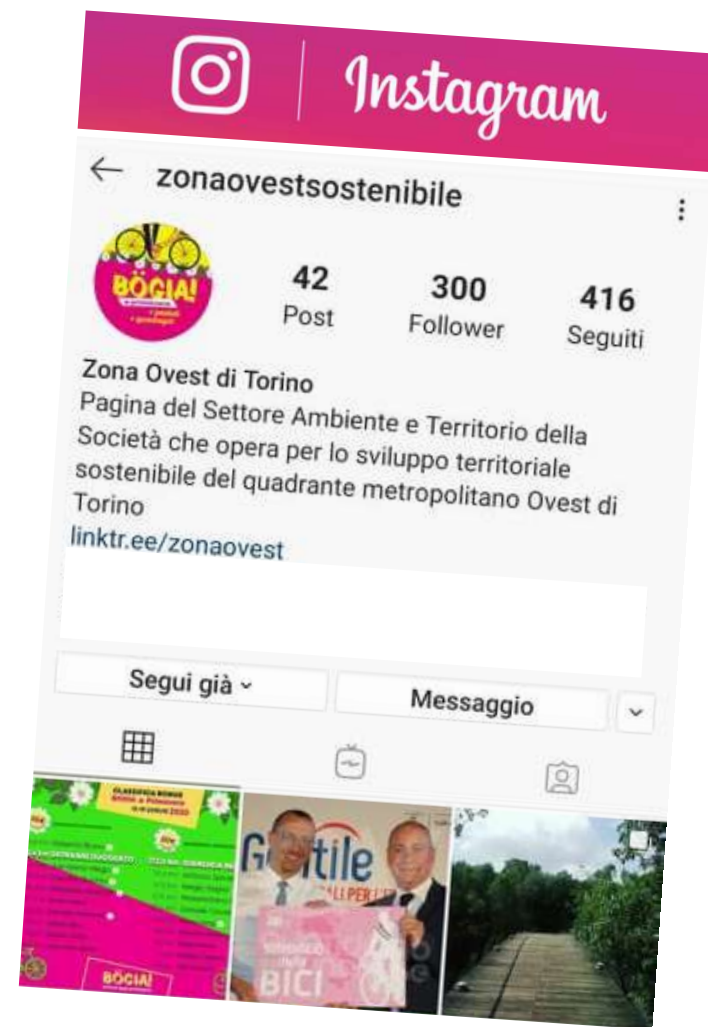 Instagram
zonaovestsostenibile
BÖGIA!
42
Post
300
Follower
416
Seguiti
Zona Ovest di Torino
Pagina del Settore Ambiente e Territorio della
Società che opera per lo sviluppo territoriale
sostenibile del quadrante metropolitano Ovest di
Torino
linktr.ee/zonaovest
Segui già
Messaggio
CLASSIFICA BONUS
BÖGIA!
BICI